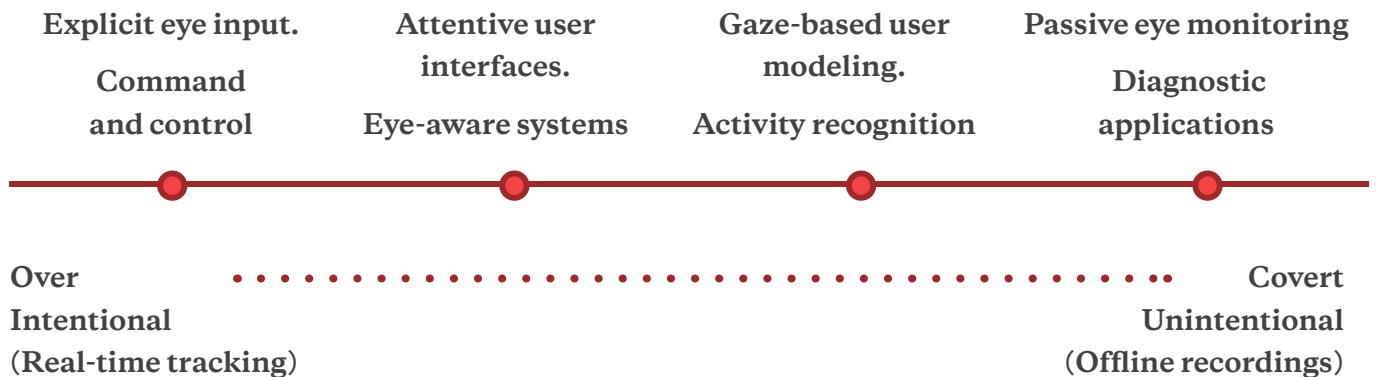 Explicit eye input.
Command
and control
Attentive user
interfaces.
Eye-aware systems
Gaze-based user
modeling.
Activity recognition
Passive eye monitoring
Diagnostic
applications
Over
Intentional
(Real-time tracking)
Covert
Unintentional
(Offline recordings)